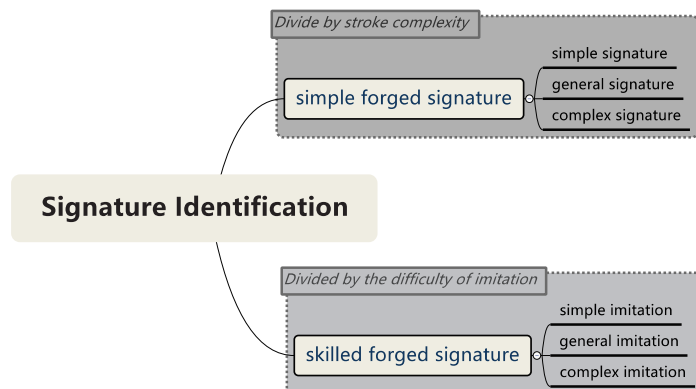 Divide by stroke complexity
simple forged signature
simple signature
general signature
complex signature
Signature Identification
Divided by the difficulty of imitation
skilled forged signature
simple imitation
general imitation
complex imitation